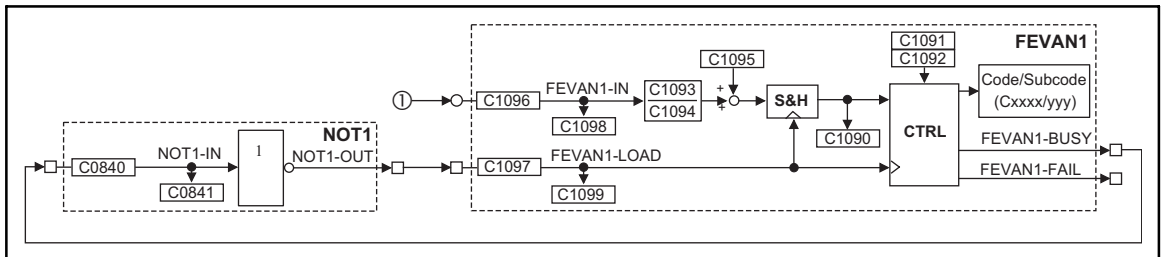 C1091
FEVAN1
C1092
C1095
Code/Subcode
(Cxxxx/yyy)
①
C1096
FEVAN1-IN
C1093
C1094
+
+
S&H
C1098
C1090
CTRL
NOT1
FEVAN1-BUSY
C0840
NOT1-IN
1
NOT1-OUT
C1097
FEVAN1-LOAD
FEVAN1-FAIL
C0841
C1099